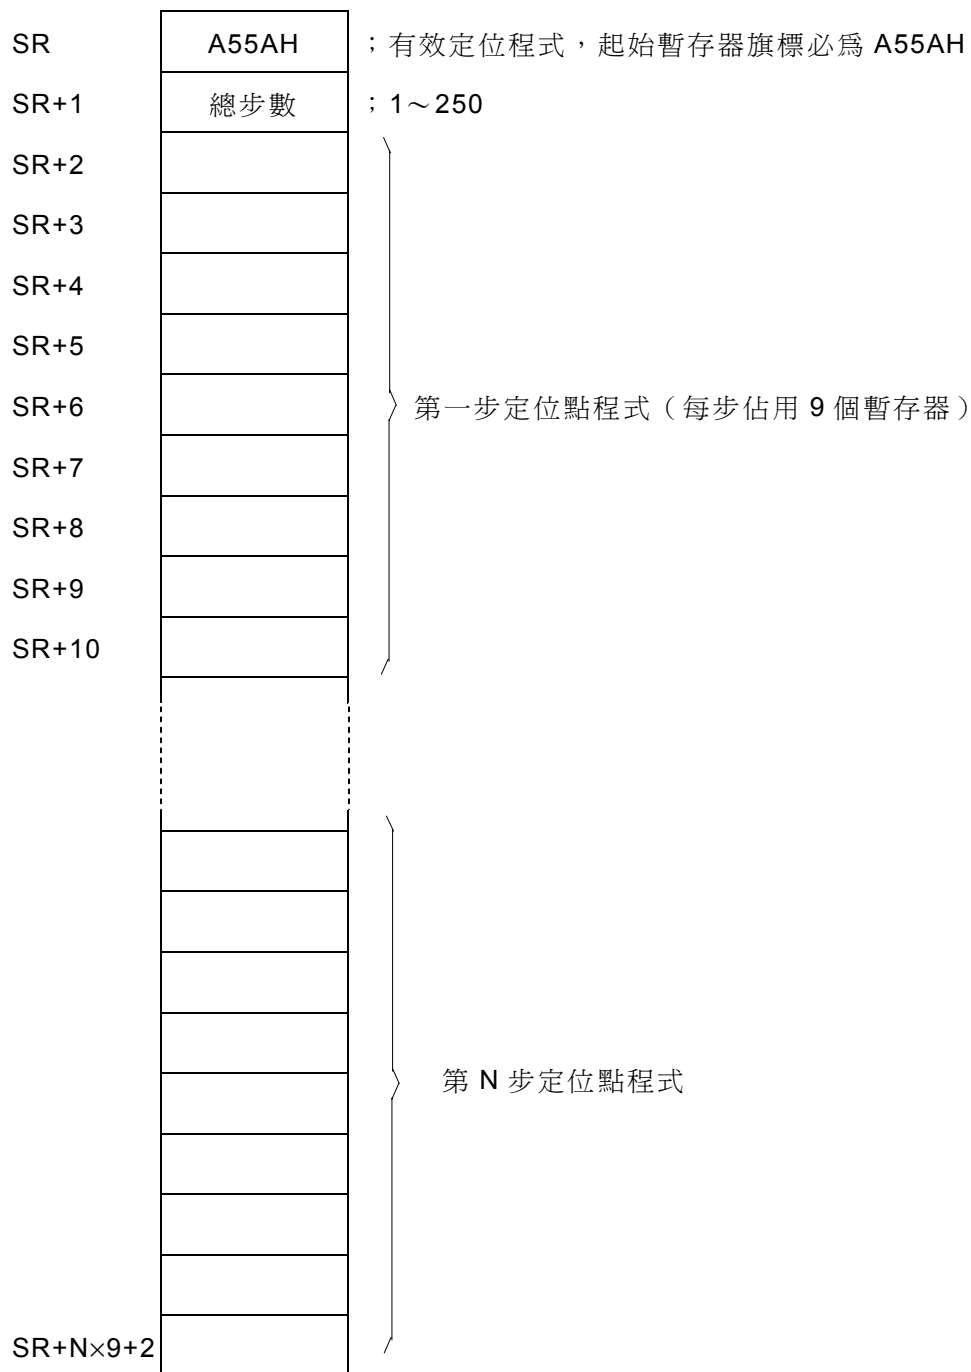 SR A55AH ；有效定位程式，起始暫存器旗標必爲 A55AH
SR+1 總步數 ；1～250
SR+2
SR+3
SR+4
SR+5
SR+6 第一步定位點程式（每步佔用 9 個暫存器）
SR+7
SR+8
SR+9
SR+10
第 N 步定位點程式
SR+N×9+2